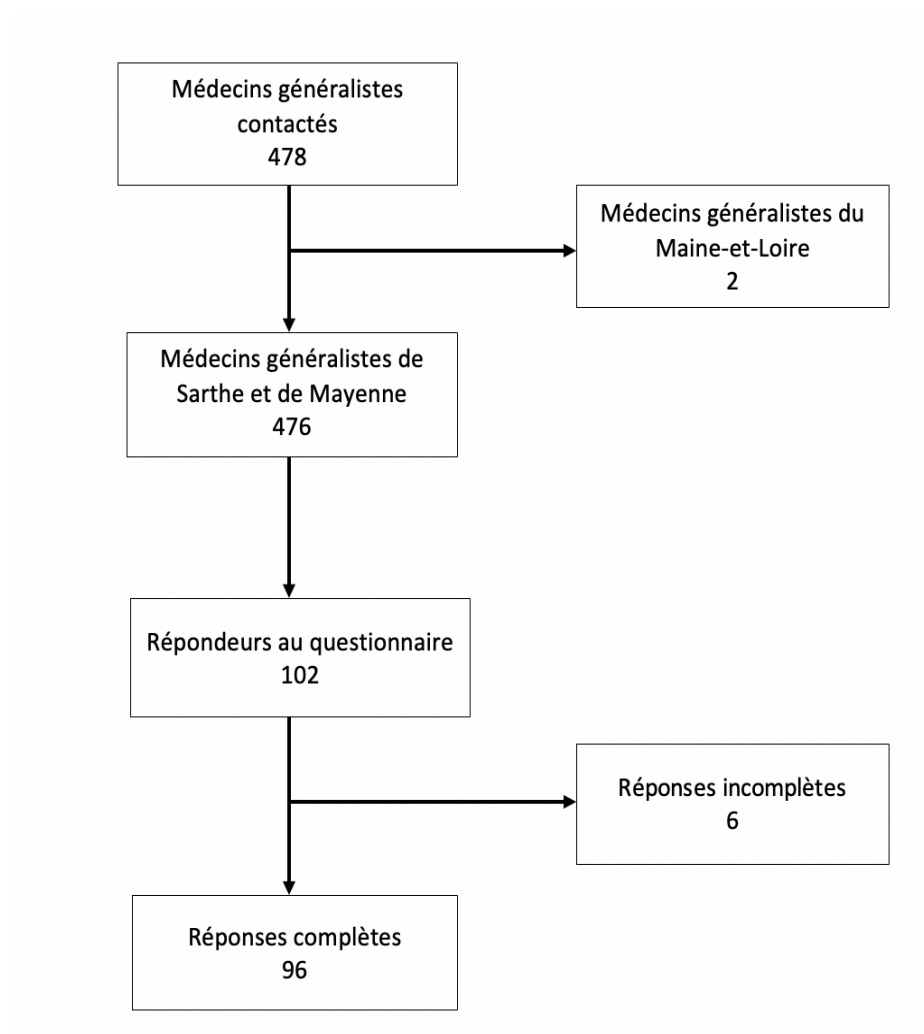 Médecins généralistes
contactés
478
Médecins généralistes du
Maine-et-Loire
2
Médecins généralistes de
Sarthe et de Mayenne
476
Répondeurs au questionnaire
102
Réponses incomplètes
6
Réponses complètes
96